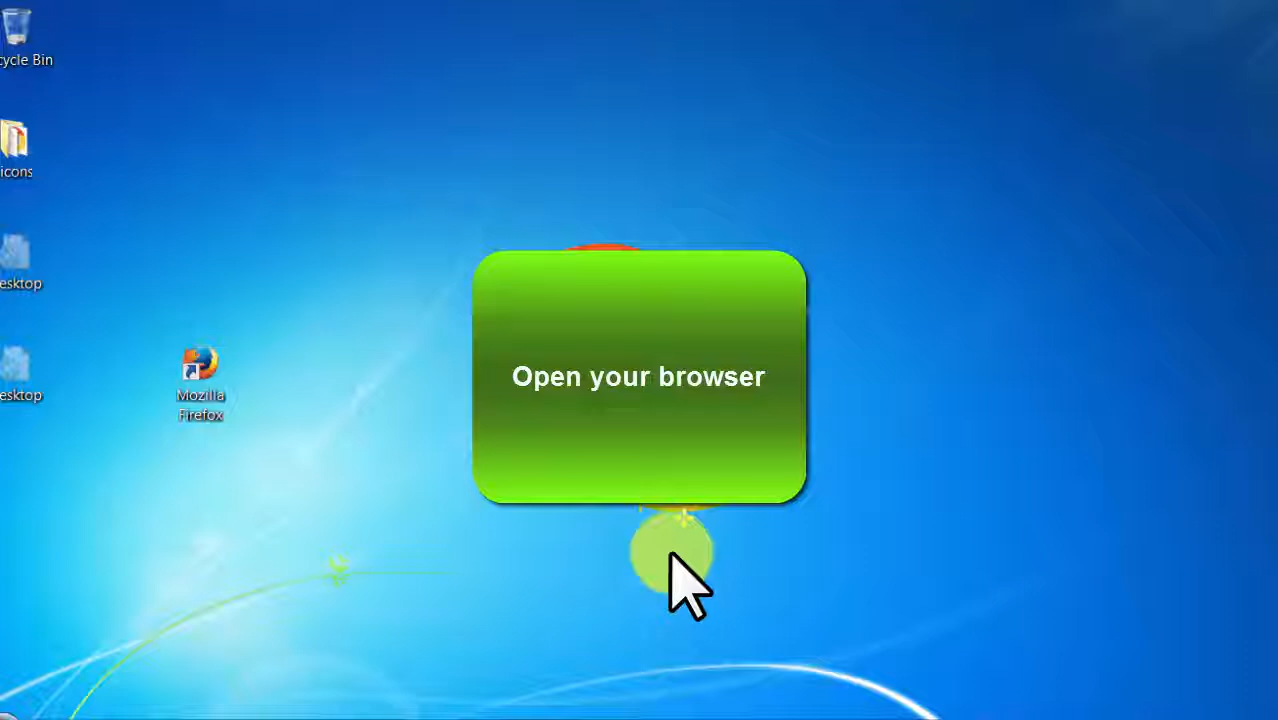 cycle Bin
icons
esktop
esktop
Mozilla
Firefox
Open your browser